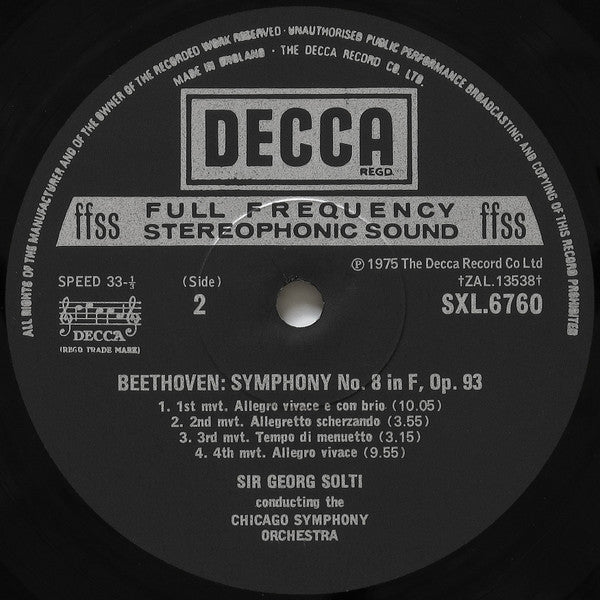 ALL RIGHTS OF THE MANUFACTURER AND OF THE OWNER OF THE RECORDED WORK RESERVED · UNAUTHORISED PUBLIC PERFORMANCE BROADCASTING AND COPYING OF THIS RECORD PROHIBITED
MADE IN ENGLAND · THE DECCA RECORD CO. LTD.
DECCA
REGD.
ffss FULL FREQUENCY STEREOPHONIC SOUND ffss
℗ 1975 The Decca Record Co Ltd
SPEED 33-⅓ (Side) †ZAL.13538†
2 SXL.6760
DECCA
(REGD TRADE MARK)
BEETHOVEN: SYMPHONY No. 8 in F, Op. 93
1. 1st mvt. Allegro vivace e con brio (10.05)
2. 2nd mvt. Allegretto scherzando (3.55)
3. 3rd mvt. Tempo di menuetto (3.15)
4. 4th mvt. Allegro vivace (9.55)
SIR GEORG SOLTI
conducting the
CHICAGO SYMPHONY
ORCHESTRA